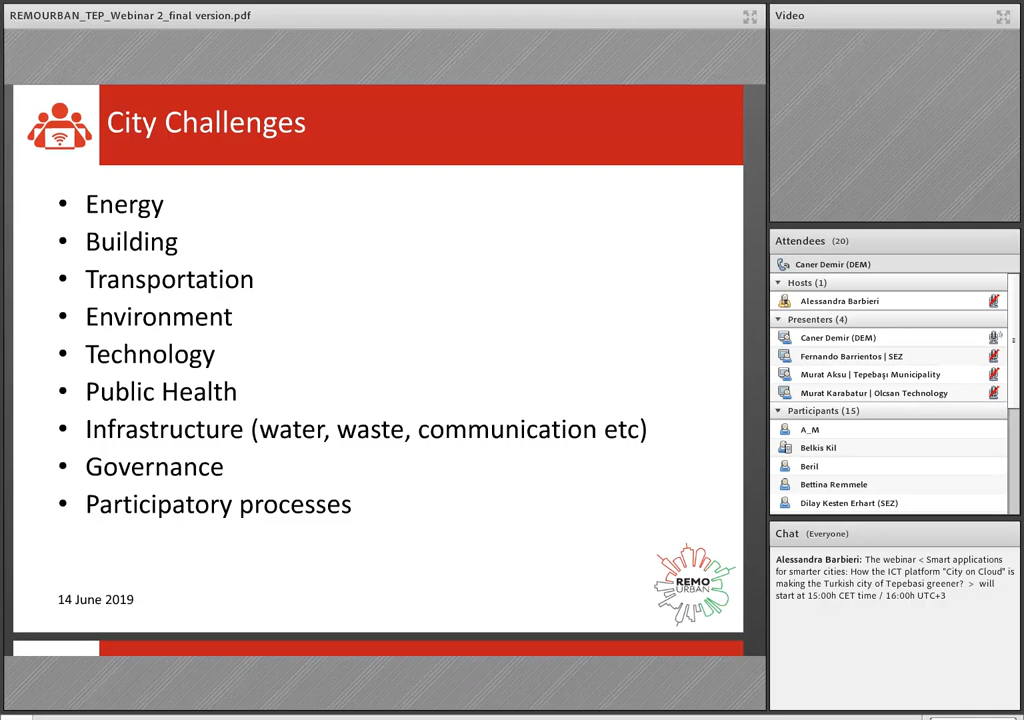 REMOURBAN_TEP_Webinar 2_final version.pdf
City Challenges
• Energy
• Building
• Transportation
• Environment
• Technology
• Public Health
• Infrastructure (water, waste, communication etc)
• Governance
• Participatory processes
14 June 2019
REMO
URBAN
Video
Attendees (20)
Caner Demir (DEM)
Hosts (1)
Alessandra Barbieri
Presenters (4)
Caner Demir (DEM)
Fernando Barrientos | SEZ
Murat Aksu | Tepebaşı Municipality
Murat Karabatur | Olcsan Technology
Participants (15)
A_M
Belkis Kil
Beril
Bettina Remmele
Dilay Kesten Erhart (SEZ)
Chat (Everyone)
Alessandra Barbieri: The webinar < Smart applications
for smarter cities: How the ICT platform "City on Cloud" is
making the Turkish city of Tepebasi greener? > will
start at 15:00h CET time / 16:00h UTC+3